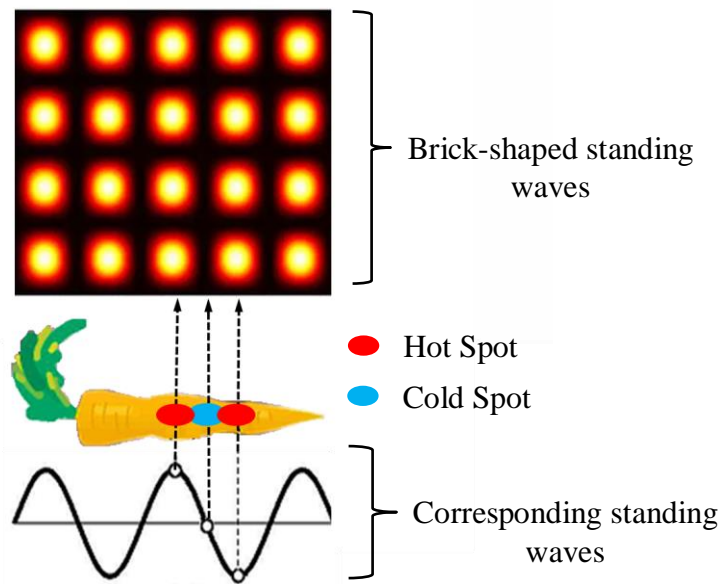 Brick-shaped standing
waves
Hot Spot
Cold Spot
Corresponding standing
waves